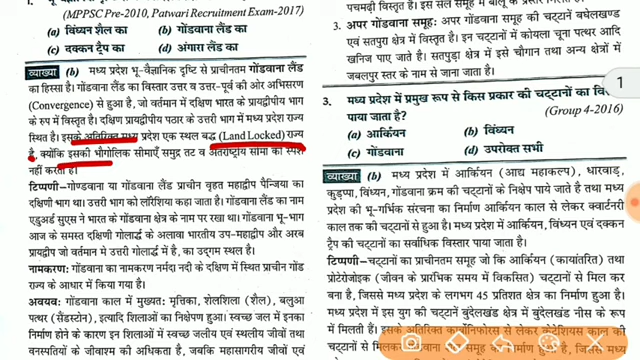 (MPPSC Pre-2010, Patwari Recruitment Exam-2017)
(a) विंध्यन शैल का (b) गोंडवाना लैंड का
(c) दक्कन ट्रैप का (d) अंगारा लैंड का
व्याख्या (b) मध्य प्रदेश भू-वैज्ञानिक दृष्टि से प्राचीनतम गोंडवाना लैंड
का हिस्सा है। गोंडवाना लैंड का विस्तार उत्तर व उत्तर-पूर्व की ओर अभिसरण
(Convergence) से हुआ है, जो वर्तमान में दक्षिण भारत के प्रायद्वीपीय भाग
के रुप में विस्तृत है। दक्षिण प्रायद्वीपीय पठार के उत्तरी भाग में मध्य प्रदेश राज्य
स्थित है। इसके अतिरिक्त मध्य प्रदेश एक स्थल बद्ध (Land Locked) राज्य
है, क्योंकि इसकी भौगोलिक सीमाएँ समुद्र तट व अंतर्राष्ट्रीय सीमा को स्पर्श
नहीं करती है।
टिप्पणी-गोण्डवाना या गोंडवाना लैंड प्राचीन वृहत महाद्वीप पैन्जिया का
दक्षिणी भाग था। उत्तरी भाग को लॉरेशिया कहा जाता है। गोंडवाना लैंड का नाम
एडुअर्ड सुएस ने भारत के गोंडवाना क्षेत्र के नाम पर रखा था। गोंडवाना भू-भाग
आज के समस्त दक्षिणी गोलार्द्ध के अलावा भारतीय उप-महाद्वीप और अरब
प्रायद्वीप जो वर्तमान मे उत्तरी गोलार्द्ध में है, का उद्गम स्थल है।
नामकरण: गोंडवाना का नामकरण नर्मदा नदी के दक्षिण में स्थित प्राचीन गोंड
राज्य के आधार में किया गया है।
अवयव: गोंडवाना काल में मुख्यत: मृत्तिका, शेलशिला (शैल), बलुआ
पत्थर (सैंडस्टोन), इत्यादि शिलाओं का निक्षेपण हुआ। स्वच्छ जल में इनका
निर्माण होने के कारण इन शिलाओं में स्वच्छ जलीय एवं स्थलीय जीवों तथा
वनस्पतियों के जीवाश्म की अधिकता है, जबकि महासागरीय जीवों एवं
3. अपर गोंडवाना समूह: अपर गोंडवाना समूह की चट्टानें बघेलखण्ड
एवं सतपुरा क्षेत्र में विस्तृत है। इन चट्टानों में कोयला चूना पत्थर आदि
खनिज पाए जाते है। सतपुड़ा क्षेत्र में इसे चौगान तथा अन्य क्षेत्रों में
जबलपुर स्तर के नाम से जाना जाता है।
1
3. मध्य प्रदेश में प्रमुख रूप से किस प्रकार की चट्टानों का
पाया जाता है? (Group 4-2016)
(a) आर्कियन (b) विंध्यन
(c) गोंडवाना (d) उपरोक्त सभी
व्याख्या (b) मध्य प्रदेश में आर्कियन (आद्य महाकल्प), धारवाड़,
कुड़प्पा, विंध्यन, गोंडवाना क्रम की चट्टानों के निक्षेप पाये जाते है तथा मध्य
प्रदेश की भू-गर्भिक संरचना का निर्माण आर्कियन काल से लेकर क्वार्टरनी
काल तक की चट्टानों से हुआ है। मध्य प्रदेश में आर्कियन, विंध्यन एवं दक्कन
ट्रैप की चट्टानों का सर्वाधिक विस्तार पाया जाता है।
टिप्पणी-चट्टानों का प्राचीनतम समूह जो कि आर्कियन (कायांतरित) तथा
प्रोटेरोजोइक (जीवन के प्रारंभिक समय में विकसित) चट्टानों से मिल कर
बना है, जिससे मध्य प्रदेश के लगभग 45 प्रतिशत क्षेत्र का निर्माण हुआ है।
मध्य प्रदेश में इस युग की चट्टानें बुंदेलखंड क्षेत्र में बुंदेलखंड नीस के रूप
में मिलती हैं। इसके अतिरिक्त कार्बोनिफेरस से लेकर क्रेटेशियस काल की
चट्टानों से